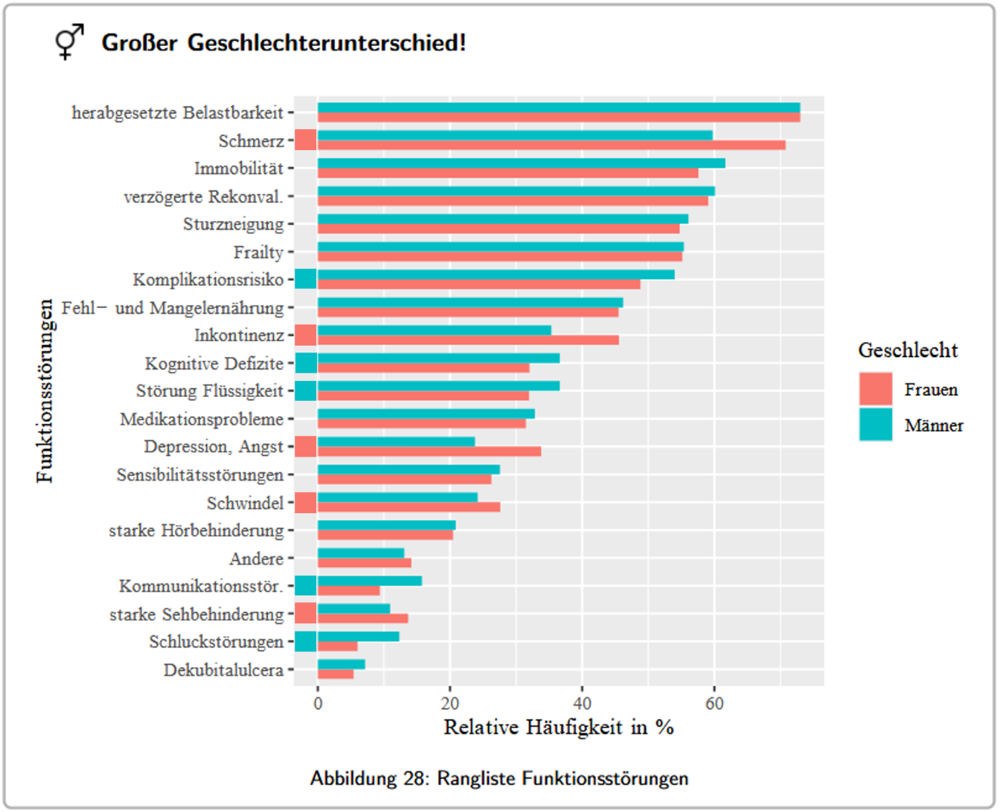 Großer Geschlechterunterschied!
herabgesetzte Belastbarkeit
Schmerz
Immobilität
verzögerte Rekonval.
Sturzneigung
Frailty
Komplikationsrisiko
Fehl− und Mangelernährung
Inkontinenz
Kognitive Defizite
Störung Flüssigkeit
Medikationsprobleme
Depression, Angst
Sensibilitätsstörungen
Schwindel
starke Hörbehinderung
Andere
Kommunikationsstör.
starke Sehbehinderung
Schluckstörungen
Dekubitalulcera
Funktionsstörungen
0 20 40 60
Relative Häufigkeit in %
Geschlecht
Frauen
Männer
Abbildung 28: Rangliste Funktionsstörungen